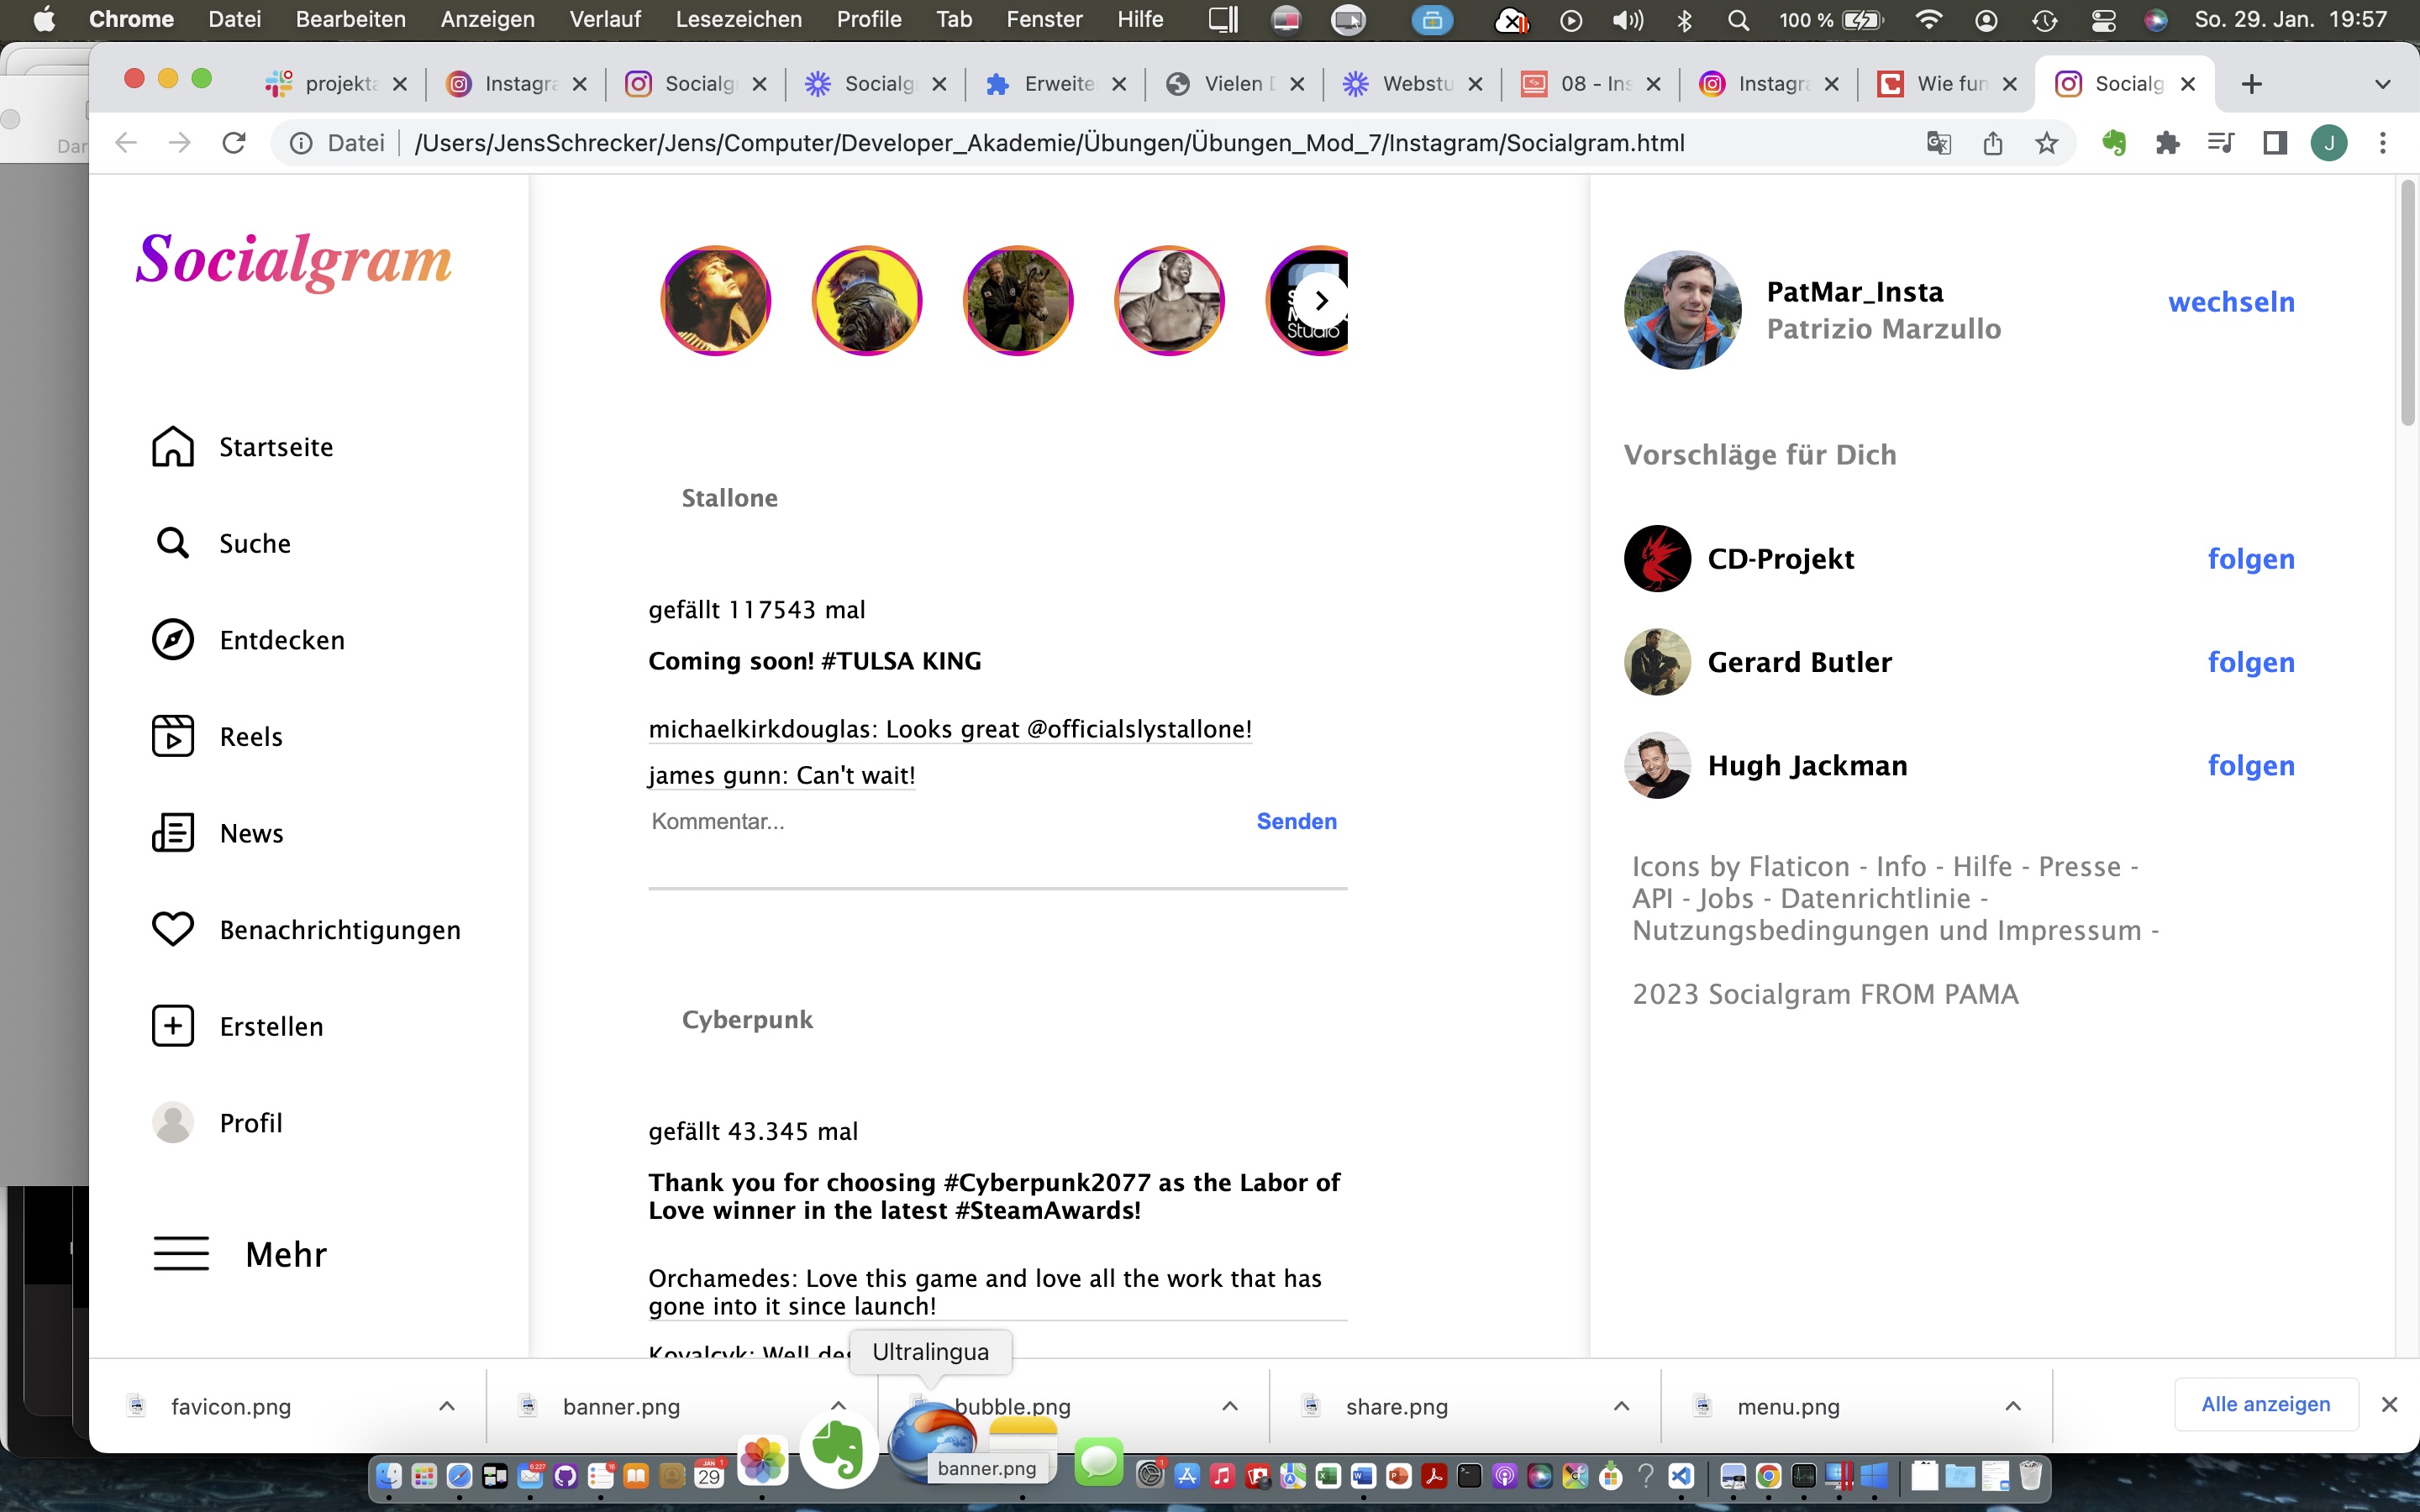 Chrome Datei Bearbeiten Anzeigen Verlauf Lesezeichen Profile Tab Fenster Hilfe 100 % So. 29. Jan. 19:57
projekta Instagra Socialg Socialg Erweite Vielen D Webstu 08 - Ins Instagra Wie fun Socialg
Datei /Users/JensSchrecker/Jens/Computer/Developer_Akademie/Übungen/Übungen_Mod_7/Instagram/Socialgram.html J
Socialgram
Startseite
Suche
Entdecken
Reels
News
Benachrichtigungen
Erstellen
Profil
Mehr
Studio
Stallone
gefällt 117543 mal
Coming soon! #TULSA KING
michaelkirkdouglas: Looks great @officialslystallone!
james gunn: Can't wait!
Kommentar... Senden
Cyberpunk
gefällt 43.345 mal
Thank you for choosing #Cyberpunk2077 as the Labor of
Love winner in the latest #SteamAwards!
Orchamedes: Love this game and love all the work that has
gone into it since launch!
Kovalcyk: Well des
PatMar_Insta
Patrizio Marzullo
wechseln
Vorschläge für Dich
CD-Projekt folgen
Gerard Butler folgen
Hugh Jackman folgen
Icons by Flaticon - Info - Hilfe - Presse -
API - Jobs - Datenrichtlinie -
Nutzungsbedingungen und Impressum -
2023 Socialgram FROM PAMA
Ultralingua
favicon.png banner.png bubble.png share.png menu.png Alle anzeigen
banner.png
JAN 1
29